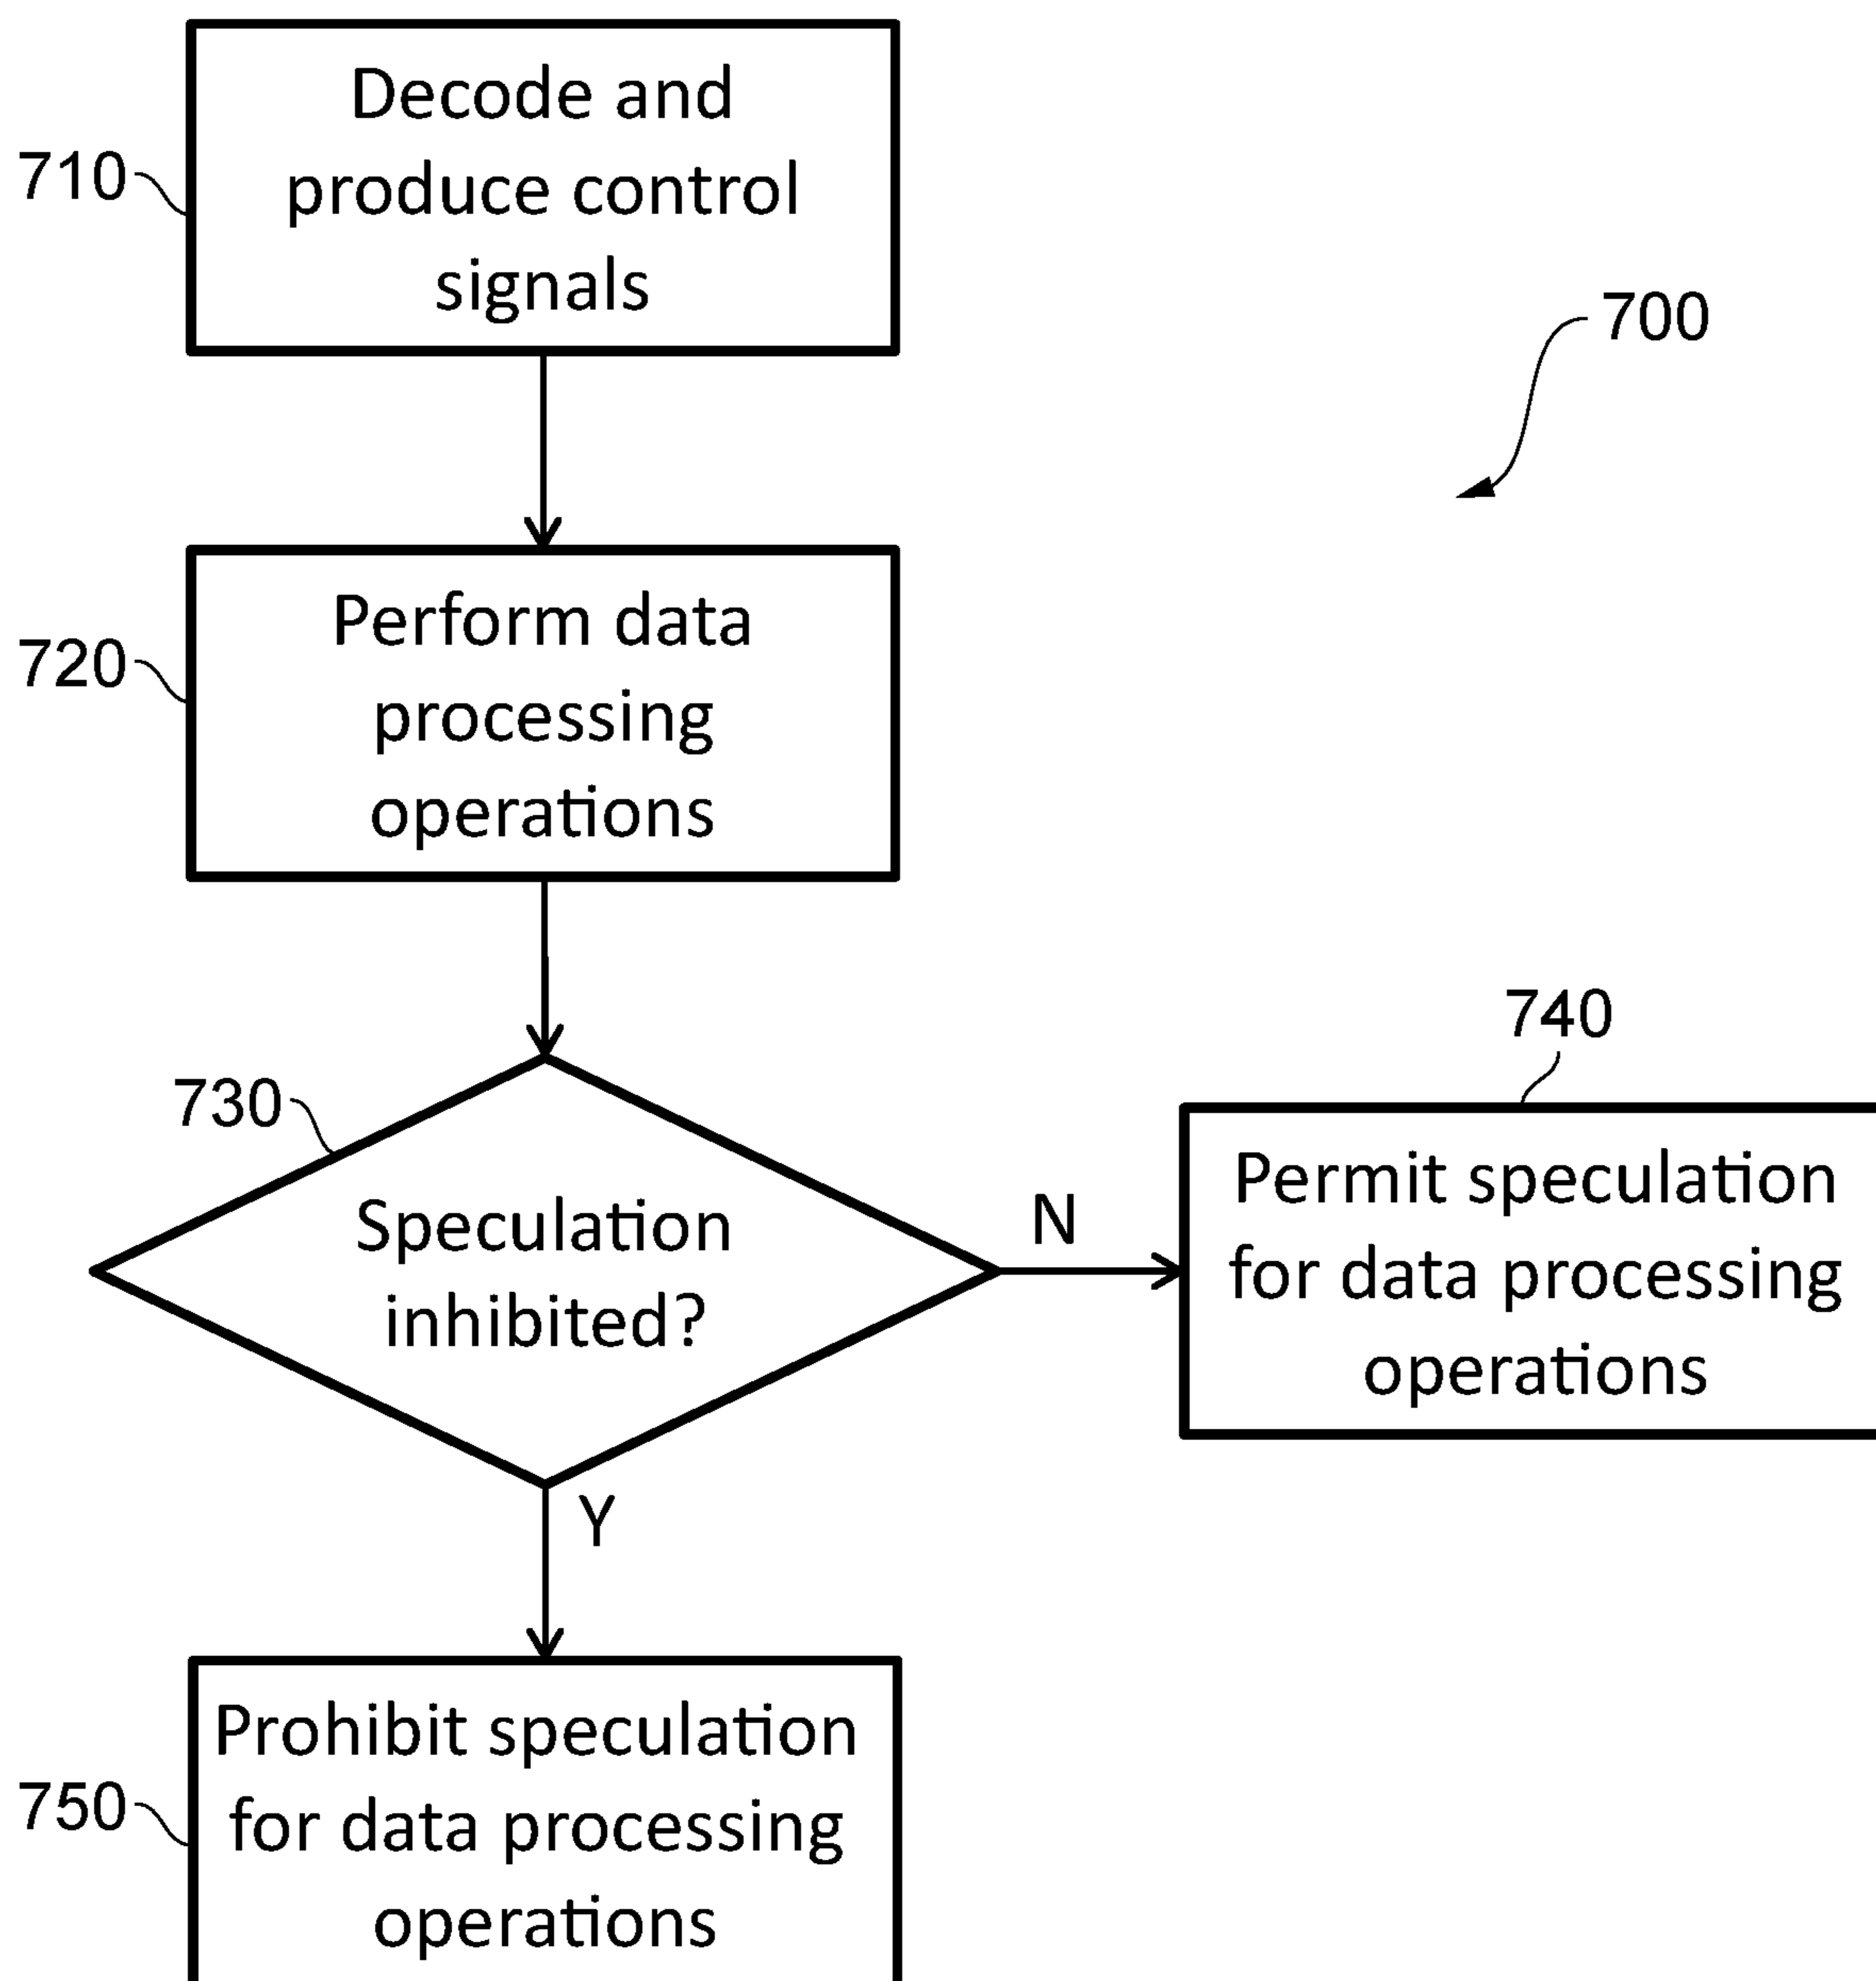 Decode and
produce control
signals
710
700
Perform data
processing
operations
720
740
730
Speculation
inhibited?
N
Permit speculation
for data processing
operations
Y
Prohibit speculation
for data processing
operations
750